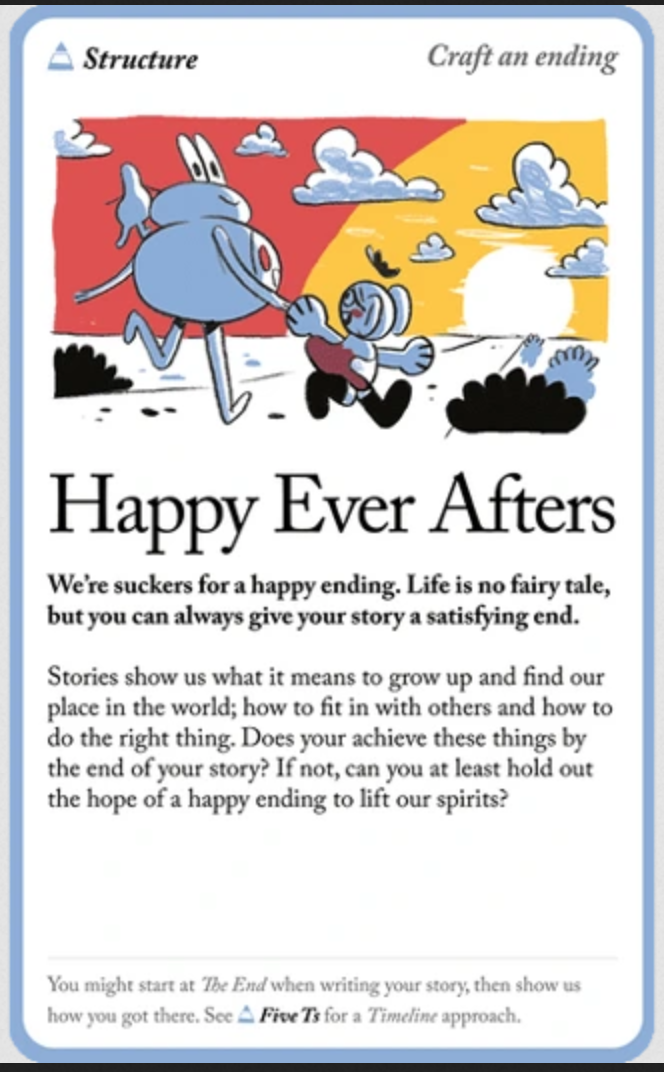 Structure
Craft an ending
Happy Ever Afters
We're suckers for a happy ending. Life is no fairy tale,
but you can always give your story a satisfying end.
Stories show us what it means to grow up and find our
place in the world; how to fit in with others and how to
do the right thing. Does your achieve these things by
the end of your story? If not, can you at least hold out
the hope of a happy ending to lift our spirits?
You might start at The End when writing your story, then show us
how you got there. See Five Ts for a Timeline approach.